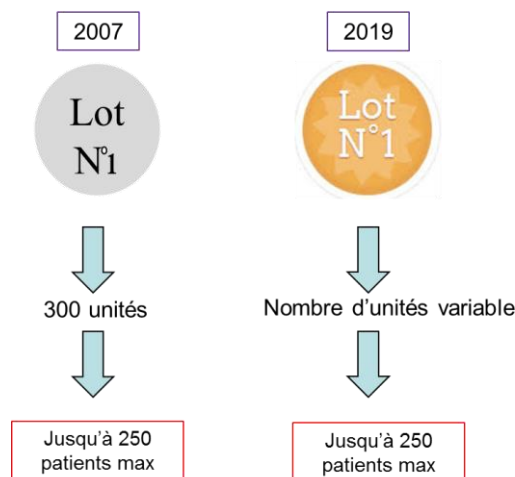 2007
Lot
N°1
300 unités
Jusqu'à 250
patients max
2019
Lot
N°1
Nombre d'unités variable
Jusqu'à 250
patients max